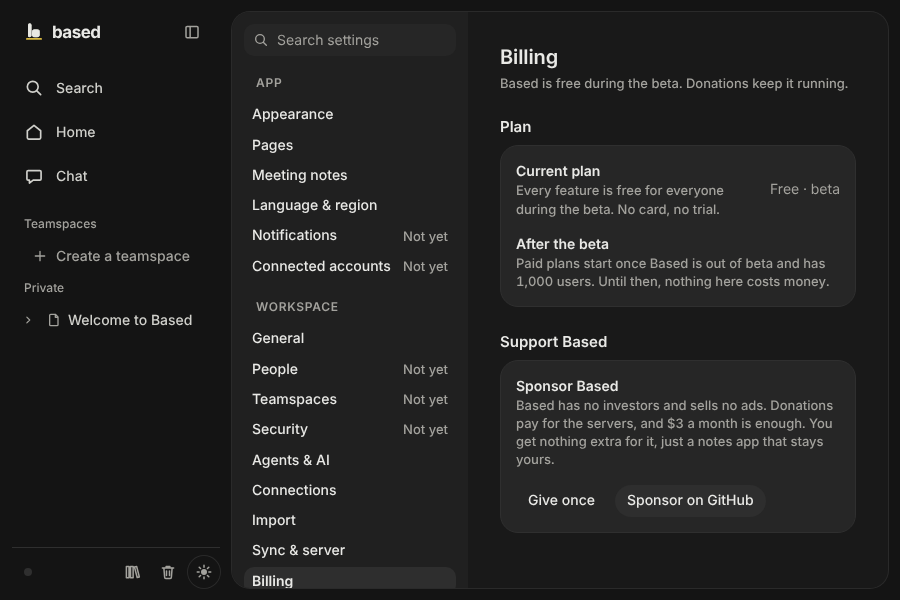 based
Search
Home
Chat
Teamspaces
Create a teamspace
Private
Welcome to Based
Search settings
APP
Appearance
Pages
Meeting notes
Language & region
Notifications Not yet
Connected accounts Not yet
WORKSPACE
General
People Not yet
Teamspaces Not yet
Security Not yet
Agents & AI
Connections
Import
Sync & server
Billing
Billing
Based is free during the beta. Donations keep it running.
Plan
Current plan
Every feature is free for everyone
during the beta. No card, no trial.
Free · beta
After the beta
Paid plans start once Based is out of beta and has
1,000 users. Until then, nothing here costs money.
Support Based
Sponsor Based
Based has no investors and sells no ads. Donations
pay for the servers, and $3 a month is enough. You
get nothing extra for it, just a notes app that stays
yours.
Give once Sponsor on GitHub